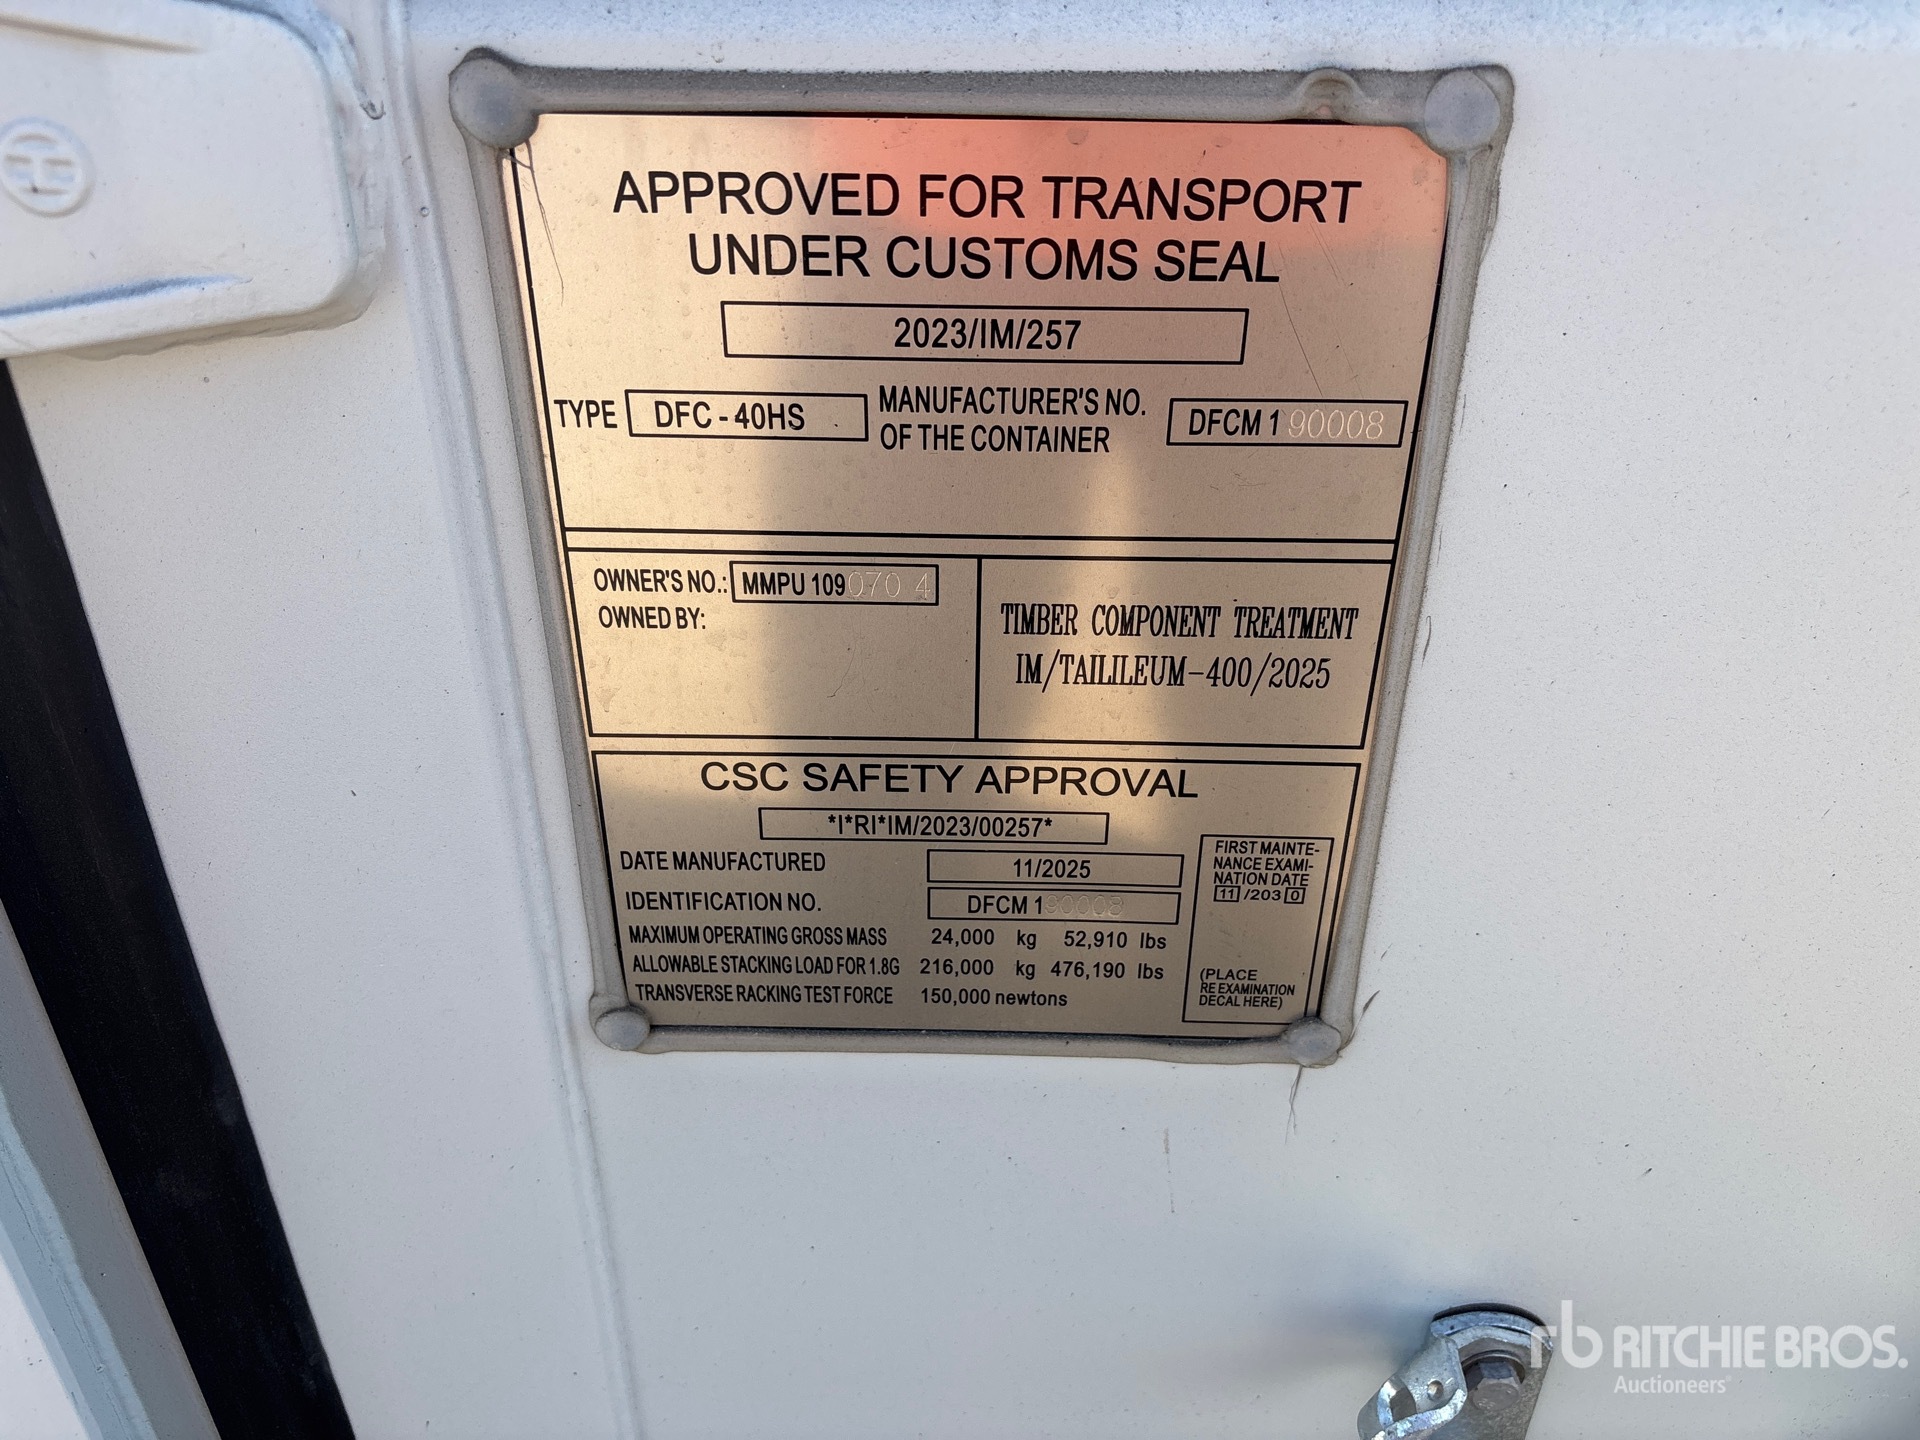 APPROVED FOR TRANSPORT
UNDER CUSTOMS SEAL
2023/IM/257
TYPE DFC - 40HS MANUFACTURER'S NO. OF THE CONTAINER DFCM 190008
OWNER'S NO.: MMPU 109070 4
OWNED BY:
TIMBER COMPONENT TREATMENT
IM/TAILILEUM-400/2025
CSC SAFETY APPROVAL
*I*RI*IM/2023/00257*
DATE MANUFACTURED 11/2025
IDENTIFICATION NO. DFCM 190008
MAXIMUM OPERATING GROSS MASS 24,000 kg 52,910 lbs
ALLOWABLE STACKING LOAD FOR 1.8G 216,000 kg 476,190 lbs
TRANSVERSE RACKING TEST FORCE 150,000 newtons
FIRST MAINTE-
NANCE EXAMI-
NATION DATE
11 /203 0
(PLACE
RE EXAMINATION
DECAL HERE)
rb RITCHIE BROS.
Auctioneers